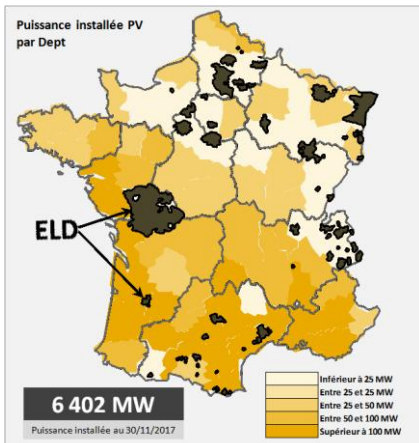 Puissance installée PV
par Dept
ELD
6 402 MW
Puissance installée au 30/11/2017
Inférieur à 25 MW
Entre 25 et 25 MW
Entre 25 et 50 MW
Entre 50 et 100 MW
Supérieur à 100 MW